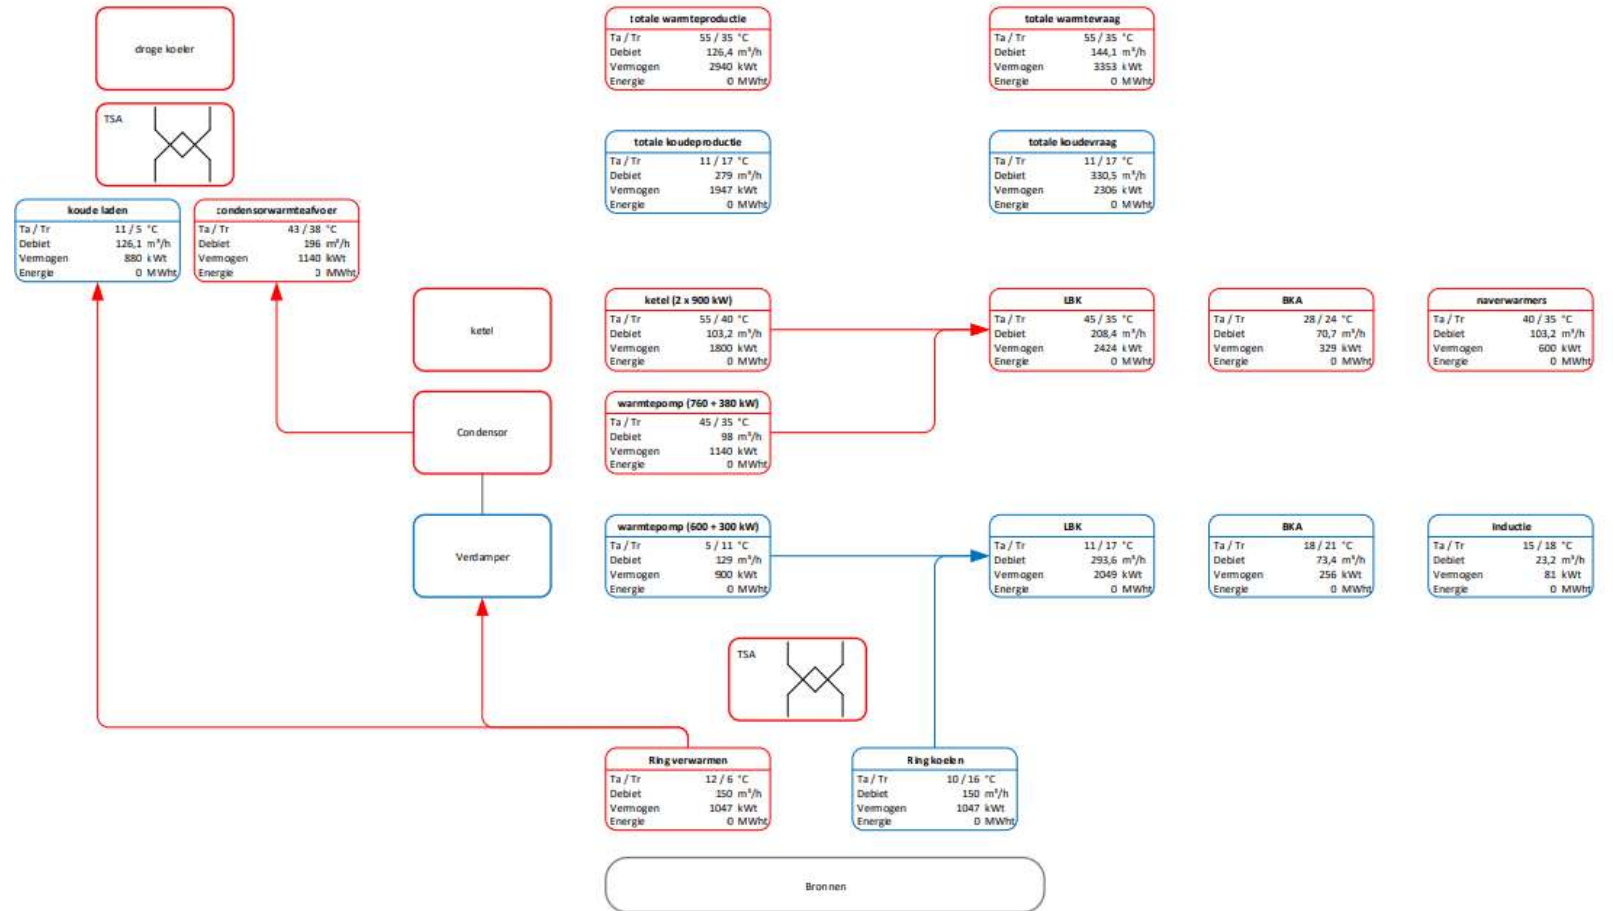 droge koeler
TSA
totale warmteproductie
Ta / Tr 55 / 35 °C
Debiet 126,4 m³/h
Vermogen 2940 kWt
Energie 0 MWht
totale warmtevraag
Ta / Tr 55 / 35 °C
Debiet 144,1 m³/h
Vermogen 3353 kWt
Energie 0 MWht
totale koudeproductie
Ta / Tr 11 / 17 °C
Debiet 279 m³/h
Vermogen 1947 kWt
Energie 0 MWht
totale koudevraag
Ta / Tr 11 / 17 °C
Debiet 330,5 m³/h
Vermogen 2306 kWt
Energie 0 MWht
koude laden
Ta / Tr 11 / 5 °C
Debiet 126,1 m³/h
Vermogen 880 kWt
Energie 0 MWht
condensorwarmteafvoer
Ta / Tr 43 / 38 °C
Debiet 196 m³/h
Vermogen 1140 kWt
Energie 0 MWht
ketel
ketel (2 x 900 kW)
Ta / Tr 55 / 40 °C
Debiet 103,2 m³/h
Vermogen 1800 kWt
Energie 0 MWht
LBK
Ta / Tr 45 / 35 °C
Debiet 208,4 m³/h
Vermogen 2424 kWt
Energie 0 MWht
BKA
Ta / Tr 28 / 24 °C
Debiet 70,7 m³/h
Vermogen 329 kWt
Energie 0 MWht
naverwarmers
Ta / Tr 40 / 35 °C
Debiet 103,2 m³/h
Vermogen 600 kWt
Energie 0 MWht
Condensor
warmtepomp (760 + 380 kW)
Ta / Tr 45 / 35 °C
Debiet 98 m³/h
Vermogen 1140 kWt
Energie 0 MWht
Verdamper
warmtepomp (600 + 300 kW)
Ta / Tr 5 / 11 °C
Debiet 129 m³/h
Vermogen 900 kWt
Energie 0 MWht
LBK
Ta / Tr 11 / 17 °C
Debiet 293,6 m³/h
Vermogen 2049 kWt
Energie 0 MWht
BKA
Ta / Tr 18 / 21 °C
Debiet 73,4 m³/h
Vermogen 256 kWt
Energie 0 MWht
Inductie
Ta / Tr 15 / 18 °C
Debiet 23,2 m³/h
Vermogen 81 kWt
Energie 0 MWht
TSA
Ring verwarmen
Ta / Tr 12 / 6 °C
Debiet 150 m³/h
Vermogen 1047 kWt
Energie 0 MWht
Ring koelen
Ta / Tr 10 / 16 °C
Debiet 150 m³/h
Vermogen 1047 kWt
Energie 0 MWht
Bronnen